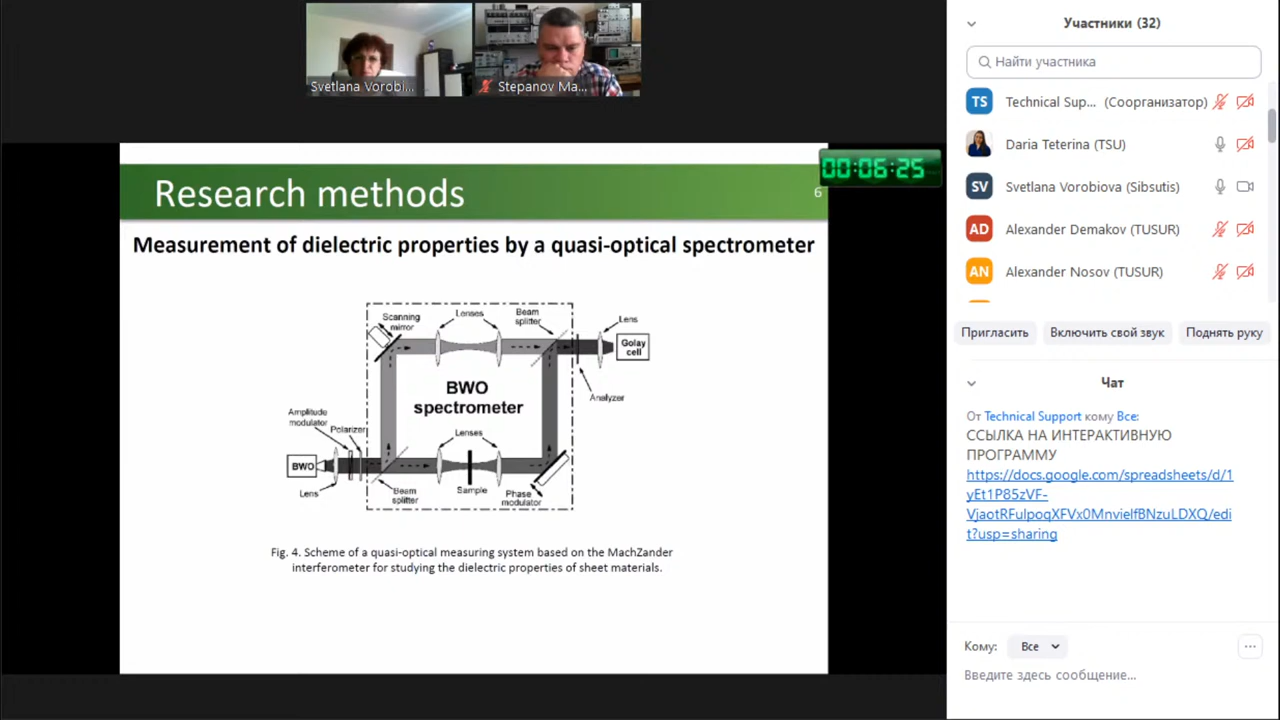 Svetlana Vorobi...
Stepanov Ma...
00:06:25
Research methods
6
Measurement of dielectric properties by a quasi-optical spectrometer
Scanning
mirror
Lenses
Beam
splitter
Lens
Golay
cell
BWO
spectrometer
Analyzer
Amplitude
modulator
Polarizer
Lenses
BWO
Lens
Beam
splitter
Sample
Phase
modulator
Fig. 4. Scheme of a quasi-optical measuring system based on the MachZander
interferometer for studying the dielectric properties of sheet materials.
Участники (32)
Найти участника
TS Technical Sup... (Соорганизатор)
Daria Teterina (TSU)
SV Svetlana Vorobiova (Sibsutis)
AD Alexander Demakov (TUSUR)
AN Alexander Nosov (TUSUR)
Пригласить Включить свой звук Поднять руку
Чат
От Technical Support кому Все:
ССЫЛКА НА ИНТЕРАКТИВНУЮ
ПРОГРАММУ
https://docs.google.com/spreadsheets/d/1
yEt1P85zVF-
VjaotRFulpoqXFVx0MnvielfBNzuLDXQ/edi
t?usp=sharing
Кому: Все
Введите здесь сообщение...